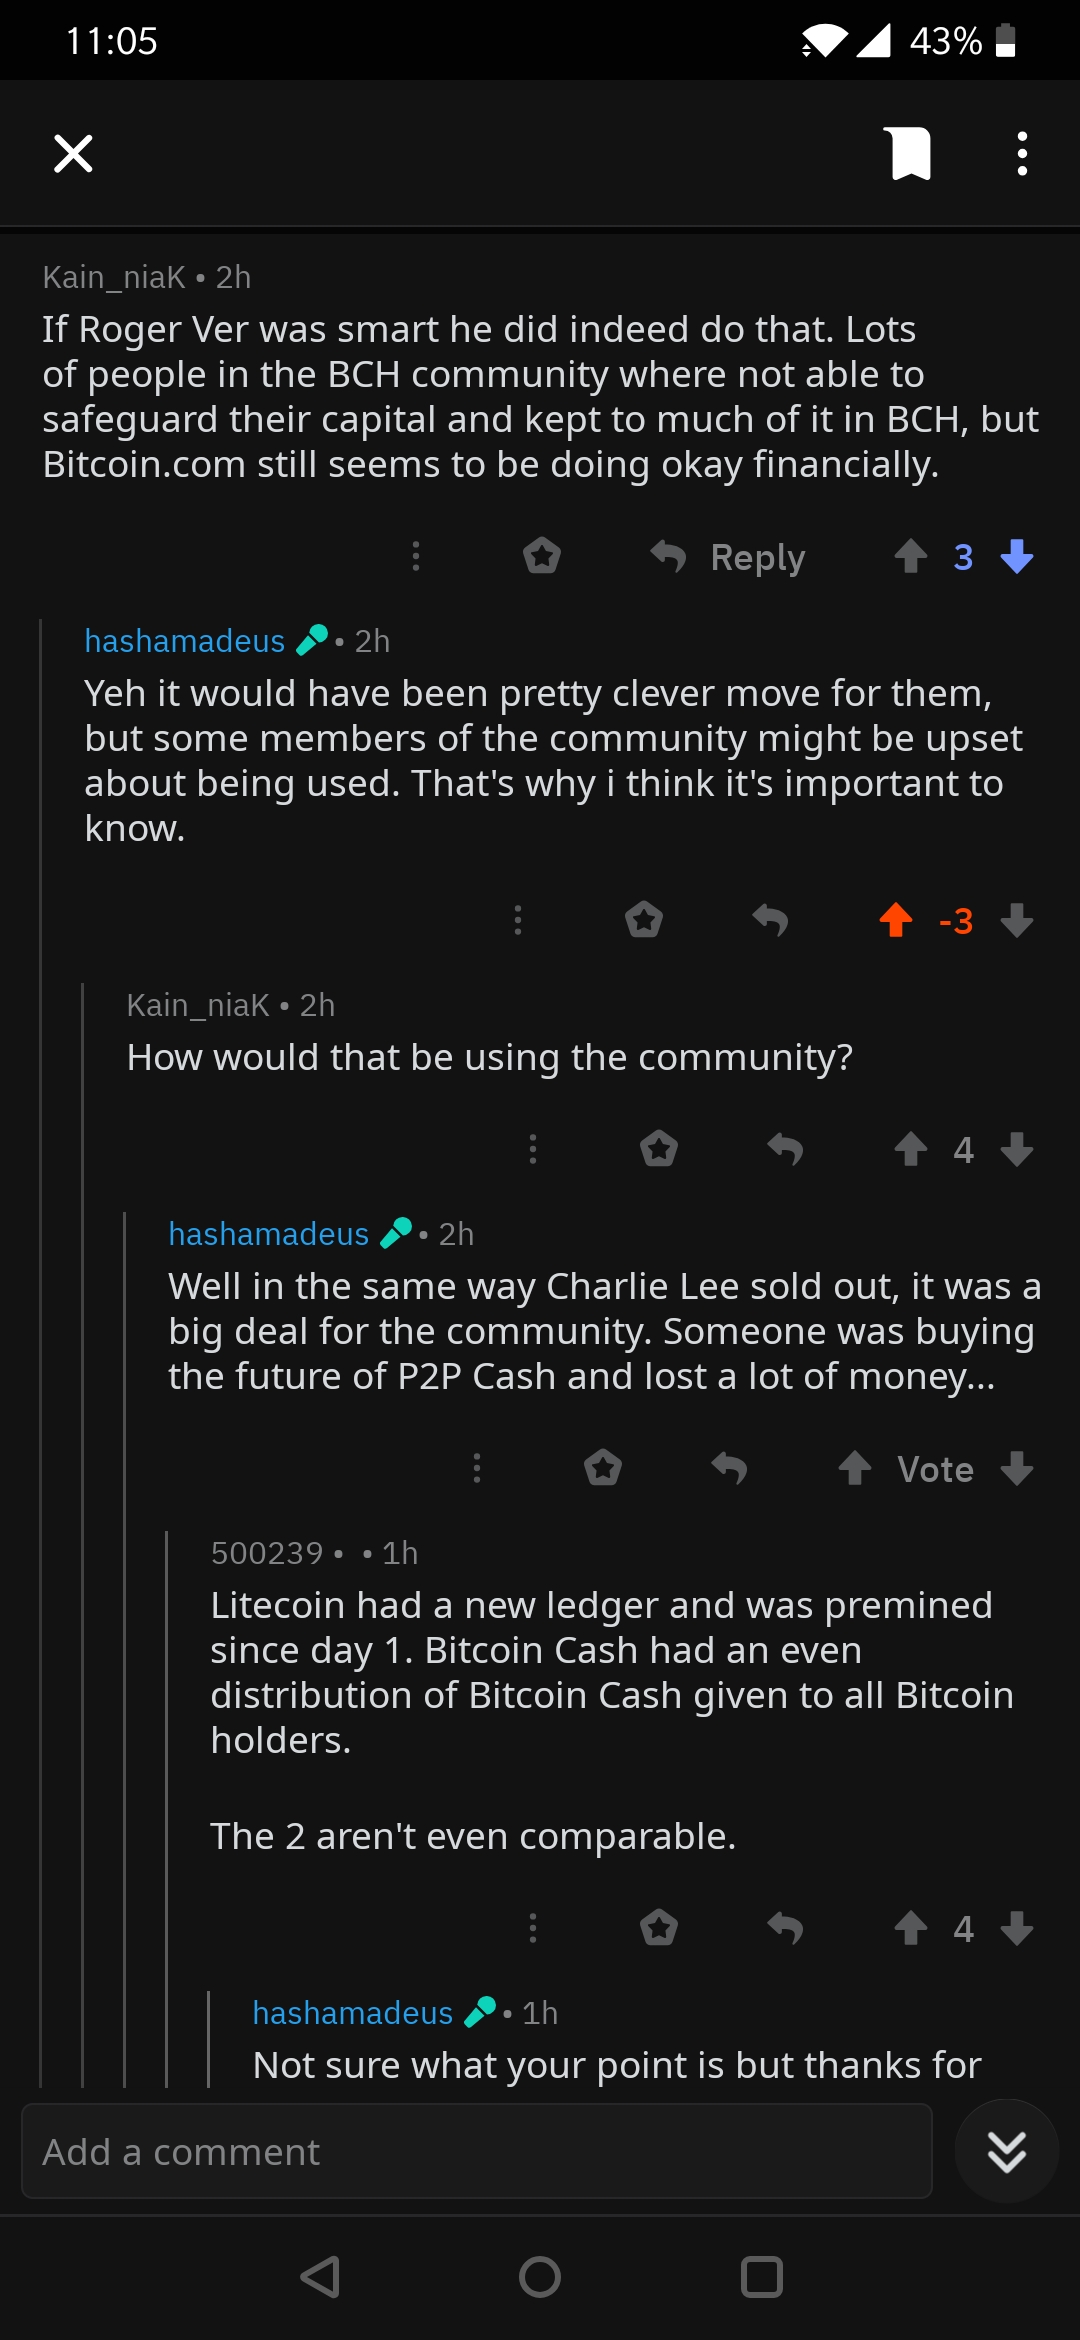 11:05
43%
Kain_niaK • 2h
If Roger Ver was smart he did indeed do that. Lots
of people in the BCH community where not able to
safeguard their capital and kept to much of it in BCH, but
Bitcoin.com still seems to be doing okay financially.
Reply 3
hashamadeus • 2h
Yeh it would have been pretty clever move for them,
but some members of the community might be upset
about being used. That's why i think it's important to
know.
-3
Kain_niaK • 2h
How would that be using the community?
4
hashamadeus • 2h
Well in the same way Charlie Lee sold out, it was a
big deal for the community. Someone was buying
the future of P2P Cash and lost a lot of money...
Vote
500239 • • 1h
Litecoin had a new ledger and was premined
since day 1. Bitcoin Cash had an even
distribution of Bitcoin Cash given to all Bitcoin
holders.
The 2 aren't even comparable.
4
hashamadeus • 1h
Not sure what your point is but thanks for
Add a comment